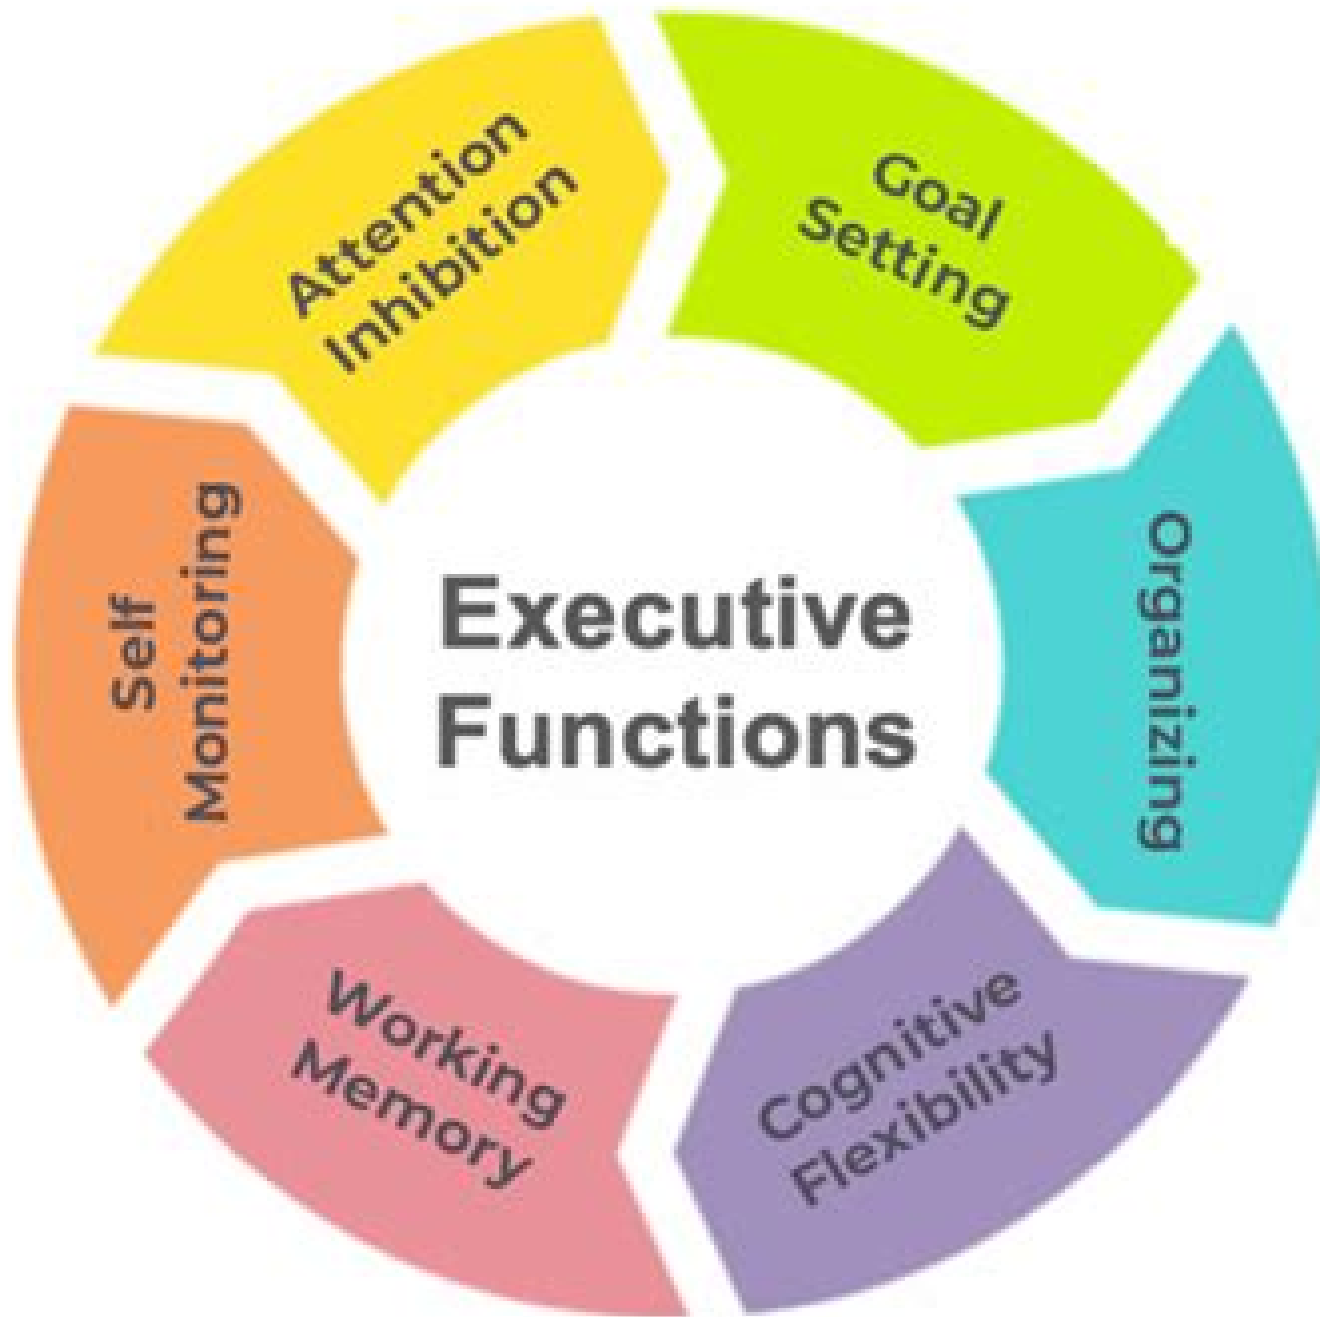 Attention
Inhibition
Goal
Setting
Organizing
Cognitive
Flexibility
Working
Memory
Self
Monitoring
Executive
Functions